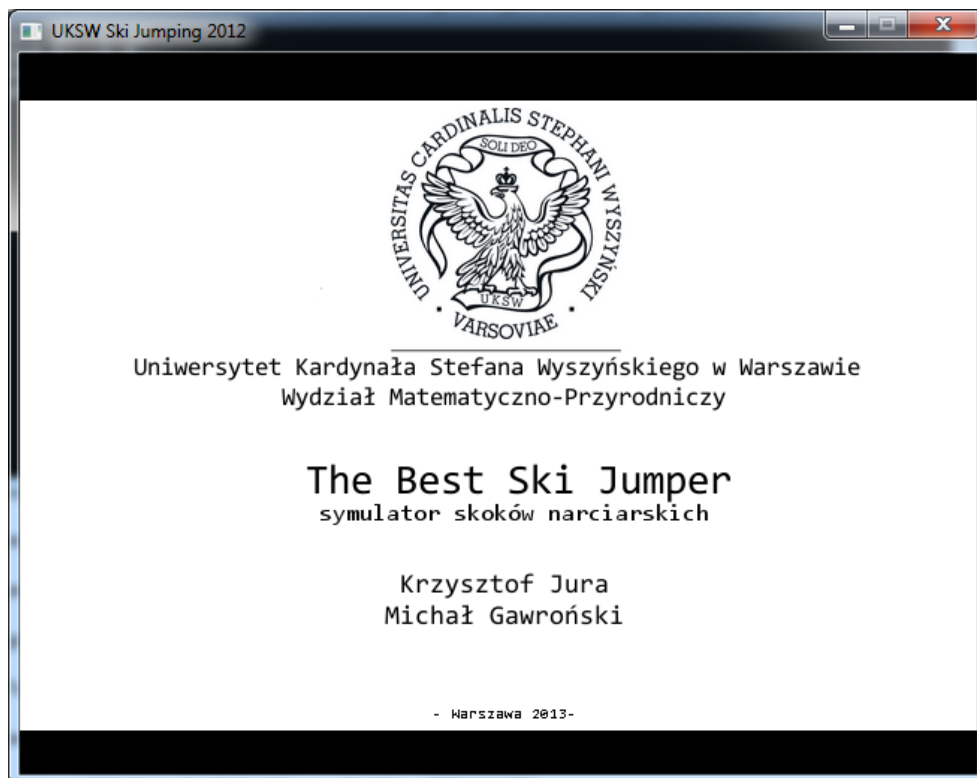 UKSW Ski Jumping 2012
UNIVERSITAS CARDINALIS STEPHANI WYSZYŃSKI
SOLI DEO
UKSW
· VARSOVIAE ·
Uniwersytet Kardynała Stefana Wyszyńskiego w Warszawie
Wydział Matematyczno-Przyrodniczy
The Best Ski Jumper
symulator skoków narciarskich
Krzysztof Jura
Michał Gawroński
- Warszawa 2013-